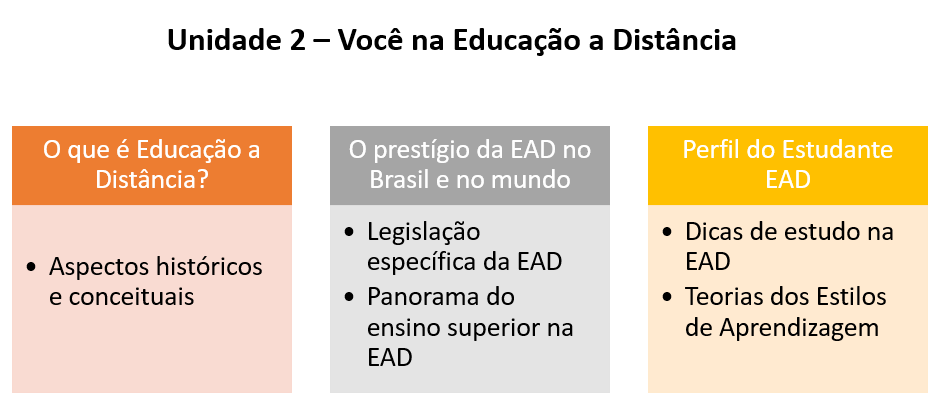 Unidade 2 – Você na Educação a Distância
O que é Educação a
Distância?
• Aspectos históricos
e conceituais
O prestígio da EAD no
Brasil e no mundo
• Legislação
específica da EAD
• Panorama do
ensino superior na
EAD
Perfil do Estudante
EAD
• Dicas de estudo na
EAD
• Teorias dos Estilos
de Aprendizagem